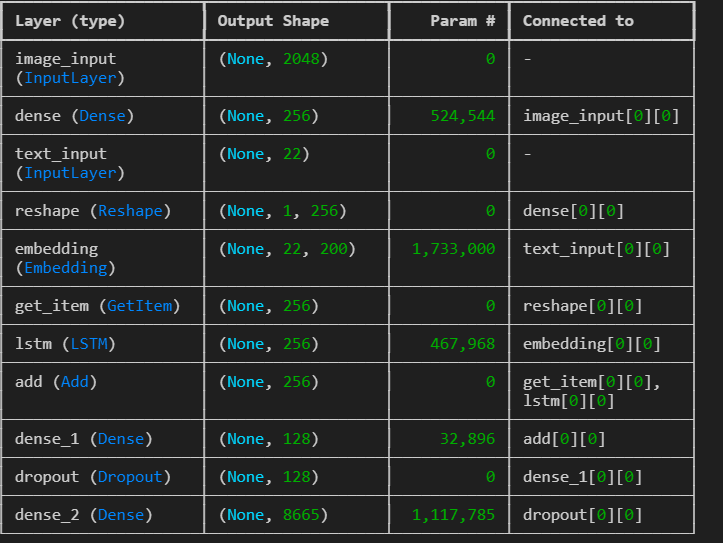 Layer (type) Output Shape Param # Connected to
image_input (None, 2048) 0 -
(InputLayer)
dense (Dense) (None, 256) 524,544 image_input[0][0]
text_input (None, 22) 0 -
(InputLayer)
reshape (Reshape) (None, 1, 256) 0 dense[0][0]
embedding (None, 22, 200) 1,733,000 text_input[0][0]
(Embedding)
get_item (GetItem) (None, 256) 0 reshape[0][0]
lstm (LSTM) (None, 256) 467,968 embedding[0][0]
add (Add) (None, 256) 0 get_item[0][0],
lstm[0][0]
dense_1 (Dense) (None, 128) 32,896 add[0][0]
dropout (Dropout) (None, 128) 0 dense_1[0][0]
dense_2 (Dense) (None, 8665) 1,117,785 dropout[0][0]